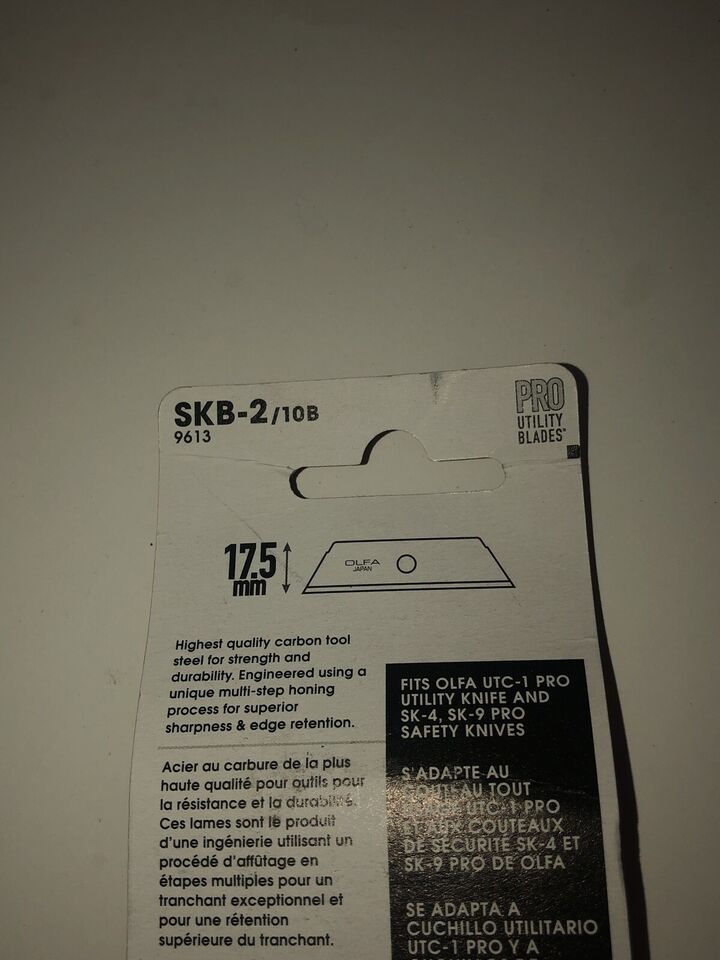 SKB-2/10B
9613
PRO
UTILITY
BLADES™
17.5
mm
OLFA
JAPAN
Highest quality carbon tool
steel for strength and
durability. Engineered using a
unique multi-step honing
process for superior
sharpness & edge retention.
Acier au carbure de la plus
haute qualité pour outils pour
la résistance et la durabilité.
Ces lames sont le produit
d'une ingénierie utilisant un
procédé d'affûtage en
étapes multiples pour un
tranchant exceptionnel et
pour une rétention
supérieure du tranchant.
FITS OLFA UTC-1 PRO
UTILITY KNIFE AND
SK-4, SK-9 PRO
SAFETY KNIVES
S'ADAPTE AU
COUTEAU TOUT
UTC-1 PRO
ET AUX COUTEAUX
DE SÉCURITÉ SK-4 ET
SK-9 PRO DE OLFA
SE ADAPTA A
CUCHILLO UTILITARIO
UTC-1 PRO Y A